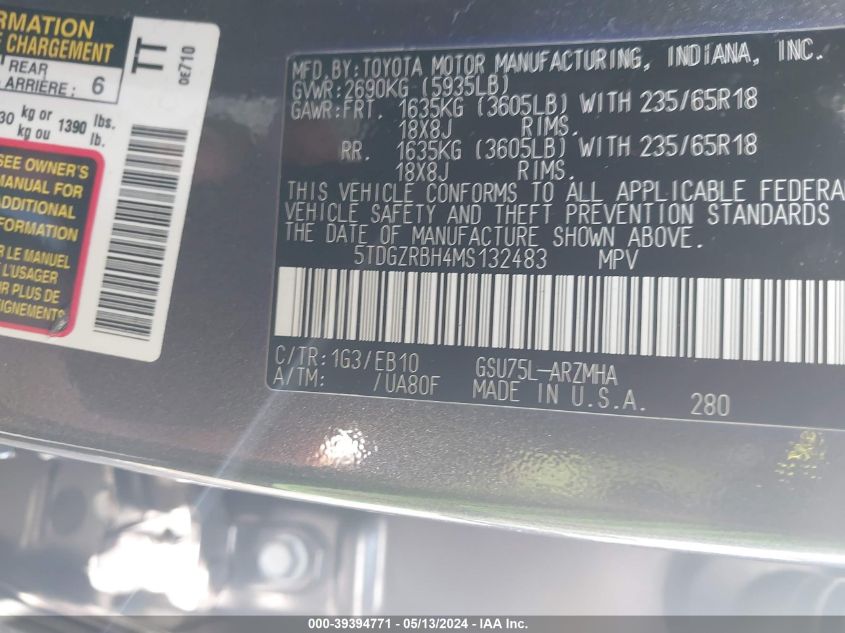 ORMATION
E CHARGEMENT
REAR
ARRIÈRE: 6
30 kg or 1390 lbs.
kg ou lb.
SEE OWNER'S
MANUAL FOR
ADDITIONAL
NFORMATION
R LE MANUEL
L'USAGER
R PLUS DE
IGNEMENTS
TT
0E710
MFD. BY: TOYOTA MOTOR MANUFACTURING, INDIANA, INC.
GVWR: 2690KG (5935LB)
GAWR: FRT. 1635KG (3605LB) WITH 235/65R18
18X8J RIMS.
RR. 1635KG (3605LB) WITH 235/65R18
18X8J RIMS.
THIS VEHICLE CONFORMS TO ALL APPLICABLE FEDERA
VEHICLE SAFETY AND THEFT PREVENTION STANDARDS
THE DATE OF MANUFACTURE SHOWN ABOVE.
5TDGZRBH4MS132483 MPV
C/TR: 1G3/EB10 GSU75L-ARZMHA
A/TM: /UA80F MADE IN U.S.A. 280
000-39394771 - 05/13/2024 - IAA Inc.